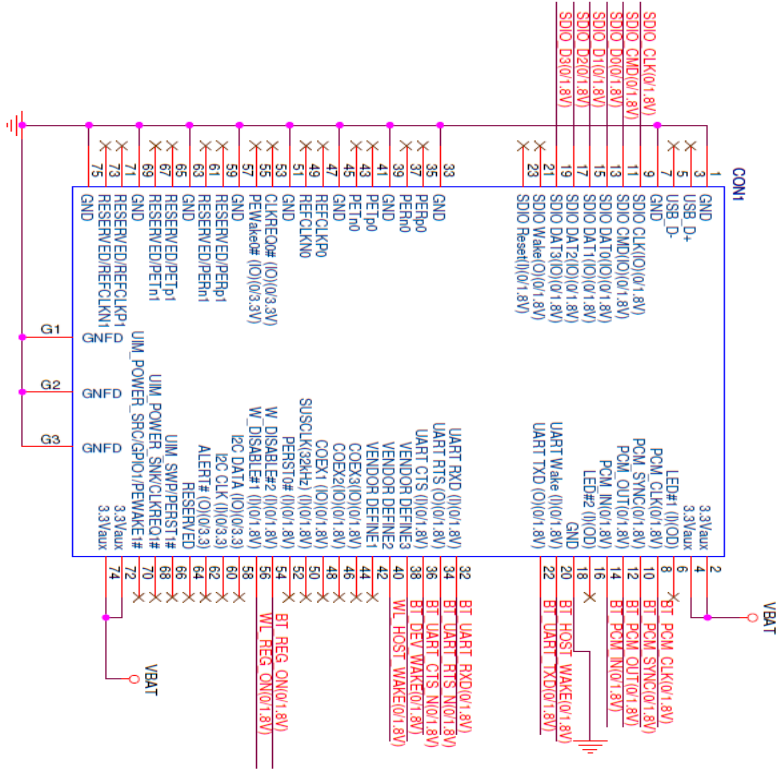 CON1
VBAT
1
GND
3.3Vaux
2
3
USB_D+
3.3Vaux
4
5
USB_D-
LED#1 (I)(OD)
6
7
GND
PCM_CLK(0/1.8V)
8
BT_PCM_CLK(0/1.8V)
SDIO_CLK(0/1.8V)
9
SDIO CLK(IO)(0/1.8V)
PCM_SYNC(0/1.8V)
10
BT_PCM_SYNC(0/1.8V)
SDIO_CMD(0/1.8V)
11
SDIO CMD(IO)(0/1.8V)
PCM_OUT(0/1.8V)
12
BT_PCM_OUT(0/1.8V)
SDIO_D0(0/1.8V)
13
SDIO DAT0(IO)(0/1.8V)
PCM_IN(0/1.8V)
14
BT_PCM_IN(0/1.8V)
SDIO_D1(0/1.8V)
15
SDIO DAT1(IO)(0/1.8V)
LED#2 (I)(OD)
16
SDIO_D2(0/1.8V)
17
SDIO DAT2(IO)(0/1.8V)
GND
18
SDIO_D3(0/1.8V)
19
SDIO DAT3(IO)(0/1.8V)
UART Wake (I)(0/1.8V)
20
BT_HOST_WAKE(0/1.8V)
21
SDIO Wake(O)(0/1.8V)
UART TXD (O)(0/1.8V)
22
BT_UART_TXD(0/1.8V)
23
SDIO Reset(I)(0/1.8V)
33
GND
UART RXD (I)(0/1.8V)
32
BT_UART_RXD(0/1.8V)
35
PERp0
UART RTS (O)(0/1.8V)
34
BT_UART_RTS_N(0/1.8V)
39
PERn0
UART CTS (I)(0/1.8V)
36
BT_UART_CTS_N(0/1.8V)
41
GND
VENDOR DEFINE3
38
BT_DEV_WAKE(0/1.8V)
43
PETp0
VENDOR DEFINE2
40
WL_HOST_WAKE(0/1.8V)
45
PETn0
VENDOR DEFINE1
42
47
GND
COEX3(IO)(0/1.8V)
44
49
REFCLKP0
COEX2(IO)(0/1.8V)
46
51
REFCLKN0
COEX1 (IO)(0/1.8V)
48
53
GND
SUSCLK(32kHz) (I)(0/1.8V)
50
55
CLKREQ0# (IO)(0/3.3V)
PERST0# (I)(0/1.8V)
52
57
PEWake0# (IO)(0/3.3V)
W_DISABLE#2 (I)(0/1.8V)
54
BT_REG_ON(0/1.8V)
59
GND
W_DISABLE#1 (I)(0/1.8V)
56
WL_REG_ON(0/1.8V)
61
RESERVED/PERp1
I2C DATA (IO)(0/3.3)
58
63
RESERVED/PERn1
I2C CLK (I)(0/3.3)
60
65
GND
ALERT# (O)(0/3.3)
62
67
RESERVED/PETp1
RESERVED
64
69
RESERVED/PETn1
UIM_SWP/PERST1#
66
71
GND
UIM_POWER_SNK/CLKREQ1#
68
73
RESERVED/REFCLKP1
UIM_POWER_SRC/GPIO1/PEWAKE1#
70
75
RESERVED/REFCLKN1
3.3Vaux
72
GND
3.3Vaux
74
VBAT
G1
GNFD
G2
GNFD
G3
GNFD